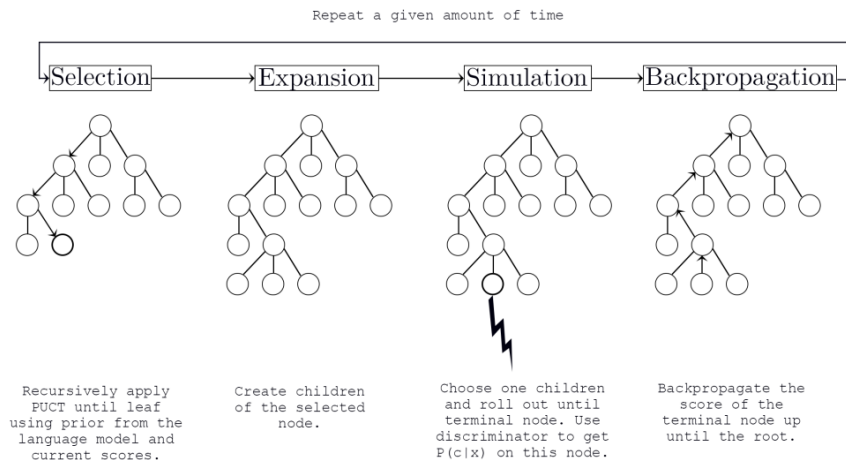 Repeat a given amount of time
Selection
Expansion
Simulation
Backpropagation
Recursively apply
PUCT until leaf
using prior from the
language model and
current scores.
Create children
of the selected
node.
Choose one children
and roll out until
terminal node. Use
discriminator to get
P(c|x) on this node.
Backpropagate the
score of the
terminal node up
until the root.